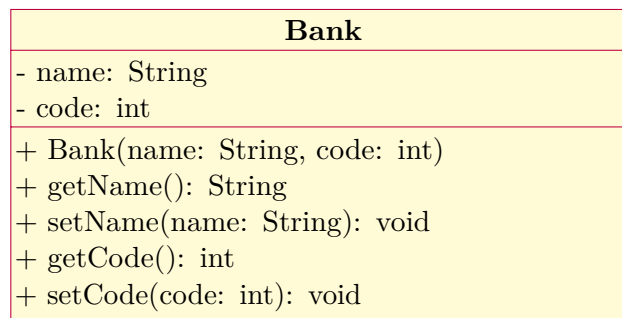 Bank
- name: String
- code: int
+ Bank(name: String, code: int)
+ getName(): String
+ setName(name: String): void
+ getCode(): int
+ setCode(code: int): void